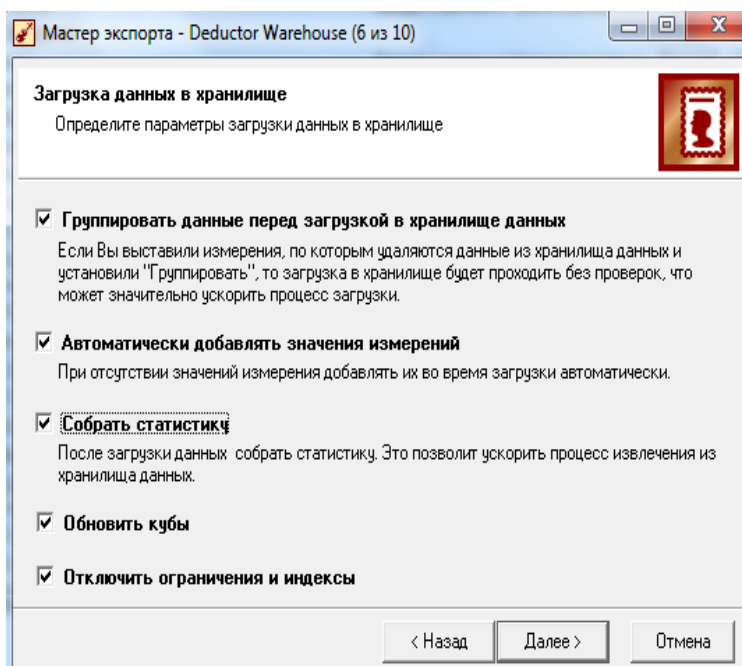 Мастер экспорта - Deductor Warehouse (6 из 10)
Загрузка данных в хранилище
Определите параметры загрузки данных в хранилище
Группировать данные перед загрузкой в хранилище данных
Если Вы выставили измерения, по которым удаляются данные из хранилища данных и
установили "Группировать", то загрузка в хранилище будет проходить без проверок, что
может значительно ускорить процесс загрузки.
Автоматически добавлять значения измерений
При отсутствии значений измерения добавлять их во время загрузки автоматически.
Собрать статистику
После загрузки данных собрать статистику. Это позволит ускорить процесс извлечения из
хранилища данных.
Обновить кубы
Отключить ограничения и индексы
< Назад
Далее >
Отмена